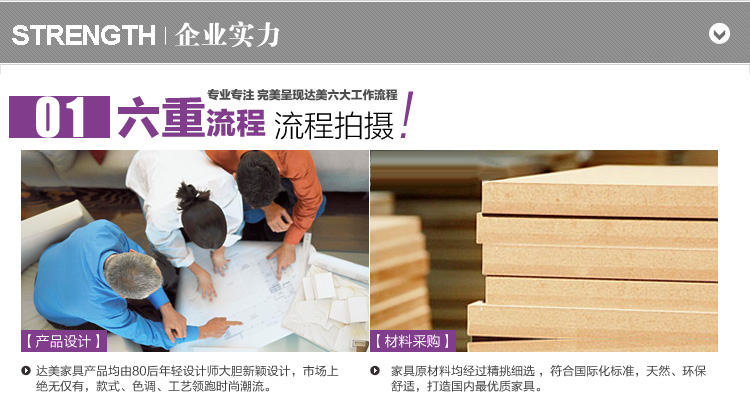 STRENGTH | 企业实力
专业专注 完美呈现达美六大工作流程
01 六重流程 流程拍摄!
【产品设计】
【材料采购】
达美家具产品均由80后年轻设计师大胆新颖设计，市场上
绝无仅有，款式、色调、工艺领跑时尚潮流。
家具原材料均经过精挑细选，符合国际化标准，天然、环保
舒适，打造国内最优质家具。